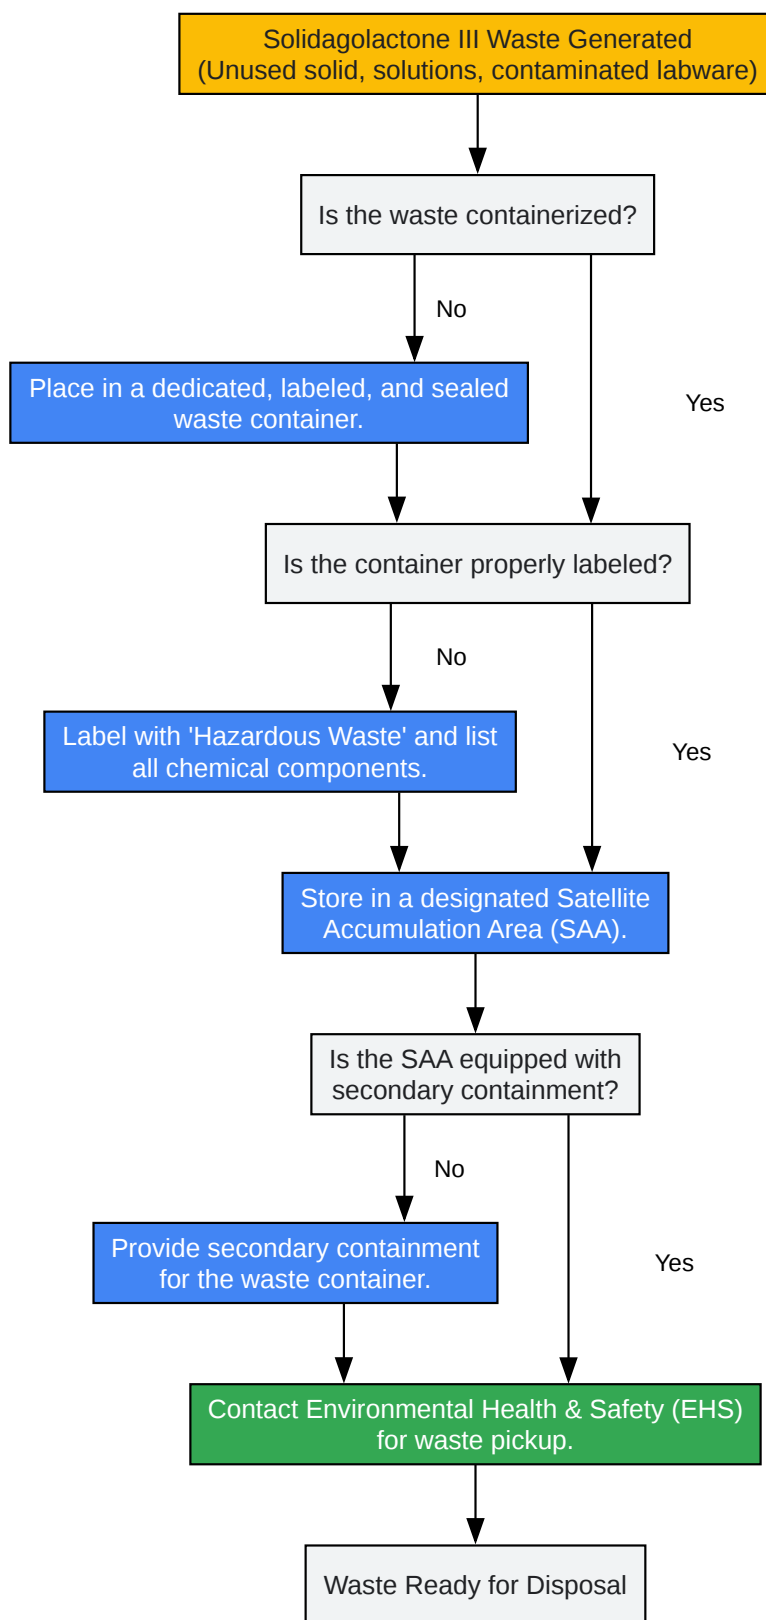 Solidagolactone III Waste Generated
(Unused solid, solutions, contaminated labware)
Is the waste containerized?
No
Place in a dedicated, labeled, and sealed
waste container.
Yes
Is the container properly labeled?
No
Label with 'Hazardous Waste' and list
all chemical components.
Yes
Store in a designated Satellite
Accumulation Area (SAA).
Is the SAA equipped with
secondary containment?
No
Provide secondary containment
for the waste container.
Yes
Contact Environmental Health & Safety (EHS)
for waste pickup.
Waste Ready for Disposal